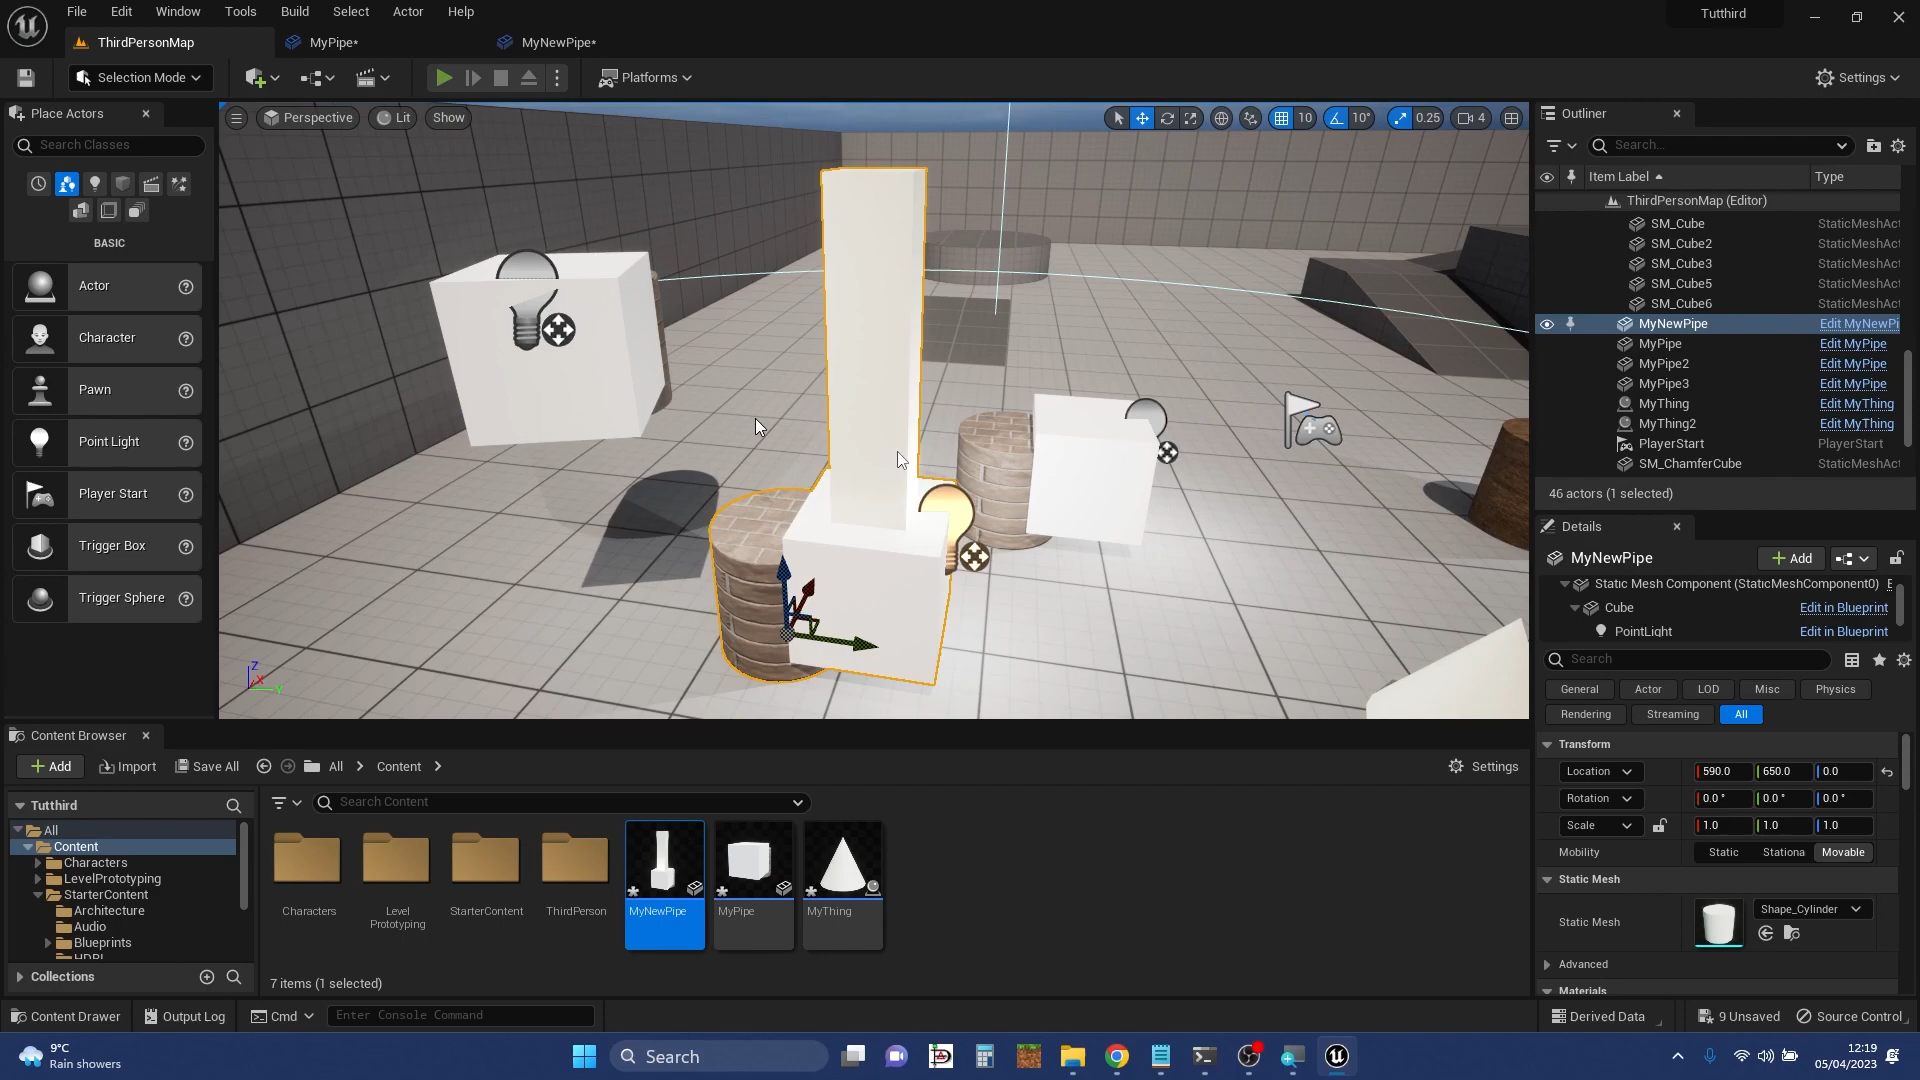 File Edit Window Tools Build Select Actor Help
Tutthird
ThirdPersonMap
MyPipe*
MyNewPipe*
Selection Mode
Platforms
Settings
Place Actors
Search Classes
BASIC
Actor
Character
Pawn
Point Light
Player Start
Trigger Box
Trigger Sphere
Perspective
Lit
Show
10
10°
0.25
4
Z
X
Y
Outliner
Search...
Item Label
Type
ThirdPersonMap (Editor)
SM_Cube StaticMeshAct
SM_Cube2 StaticMeshAct
SM_Cube3 StaticMeshAct
SM_Cube5 StaticMeshAct
SM_Cube6 StaticMeshAct
MyNewPipe Edit MyNewPi
MyPipe Edit MyPipe
MyPipe2 Edit MyPipe
MyPipe3 Edit MyPipe
MyThing Edit MyThing
MyThing2 Edit MyThing
PlayerStart PlayerStart
SM_ChamferCube StaticMeshAct
46 actors (1 selected)
Details
MyNewPipe
Add
Static Mesh Component (StaticMeshComponent0) E
Cube Edit in Blueprint
PointLight Edit in Blueprint
Search
General Actor LOD Misc Physics
Rendering Streaming All
Transform
Location 590.0 650.0 0.0
Rotation 0.0 ° 0.0 ° 0.0 °
Scale 1.0 1.0 1.0
Mobility Static Stationa Movable
Static Mesh
Static Mesh
Shape_Cylinder
Advanced
Materials
Content Browser
Add
Import
Save All
All
Content
Settings
Tutthird
All
Content
Characters
LevelPrototyping
StarterContent
Architecture
Audio
Blueprints
HDRI
Collections
Search Content
Characters
Level
Prototyping
StarterContent
ThirdPerson
MyNewPipe
MyPipe
MyThing
7 items (1 selected)
Content Drawer
Output Log
Cmd
Enter Console Command
Derived Data
9 Unsaved
Source Control
9°C
Rain showers
Search
12:19
05/04/2023